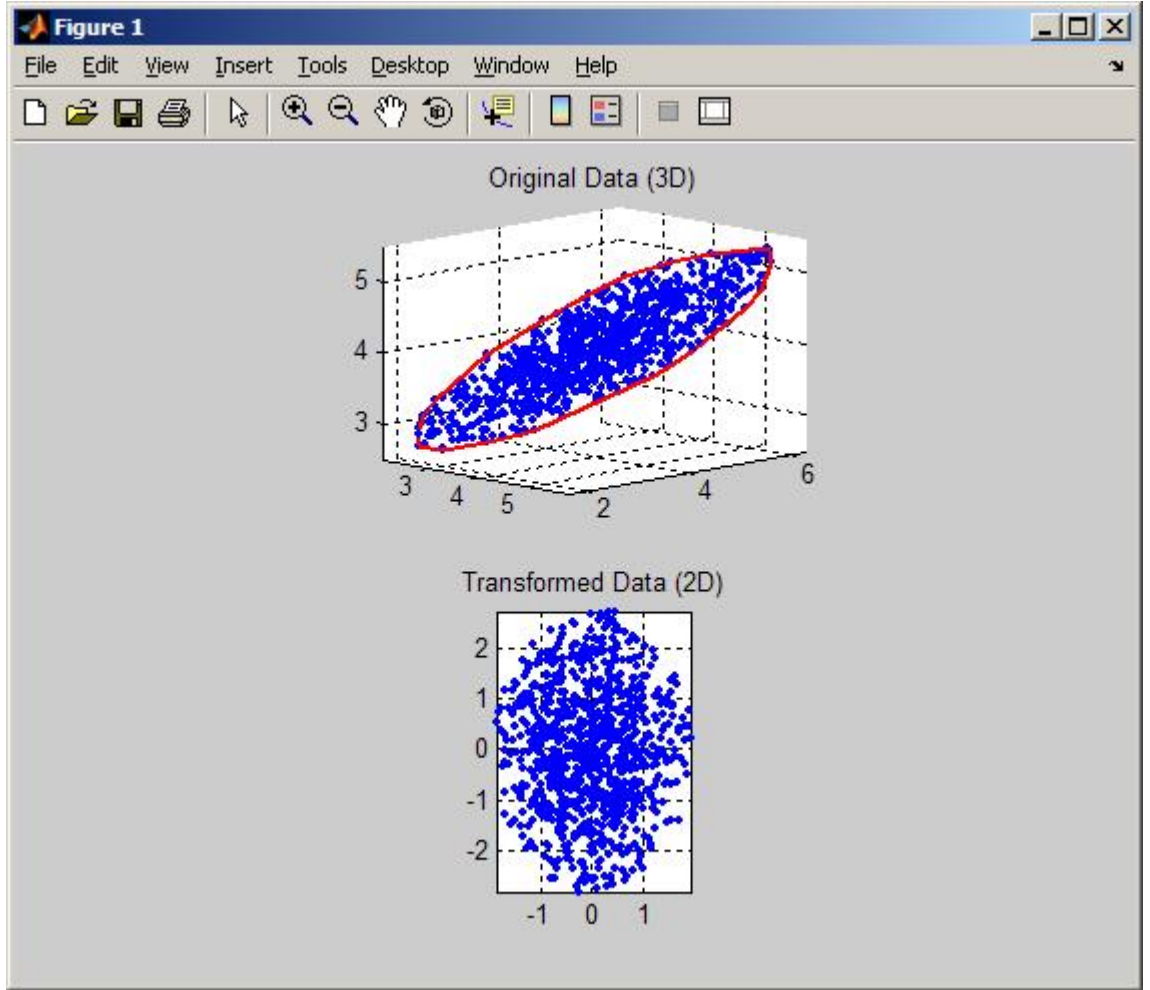 Figure 1
File Edit View Insert Tools Desktop Window Help
Original Data (3D)
5
4
3
3 4 5 2 4 6
Transformed Data (2D)
2
1
0
-1
-2
-1 0 1